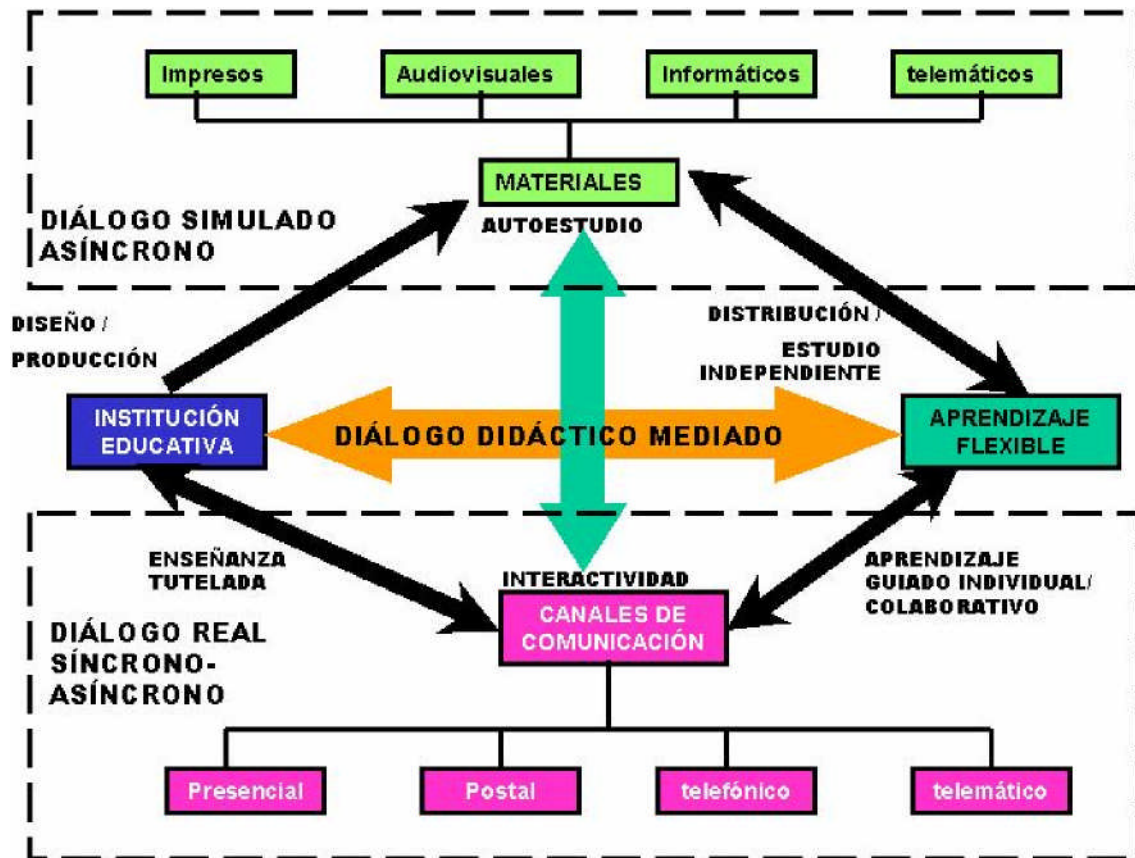 Impresos
Audiovisuales
Informáticos
telemáticos
MATERIALES
AUTOESTUDIO
DIÁLOGO SIMULADO
ASÍNCRONO
DISEÑO /
PRODUCCIÓN
DISTRIBUCIÓN /
ESTUDIO
INDEPENDIENTE
INSTITUCIÓN
EDUCATIVA
DIÁLOGO DIDÁCTICO MEDIADO
APRENDIZAJE
FLEXIBLE
ENSEÑANZA
TUTELADA
INTERACTIVIDAD
CANALES DE
COMUNICACIÓN
APRENDIZAJE
GUIADO INDIVIDUAL/
COLABORATIVO
DIÁLOGO REAL
SÍNCRONO-
ASÍNCRONO
Presencial
Postal
telefónico
telemático